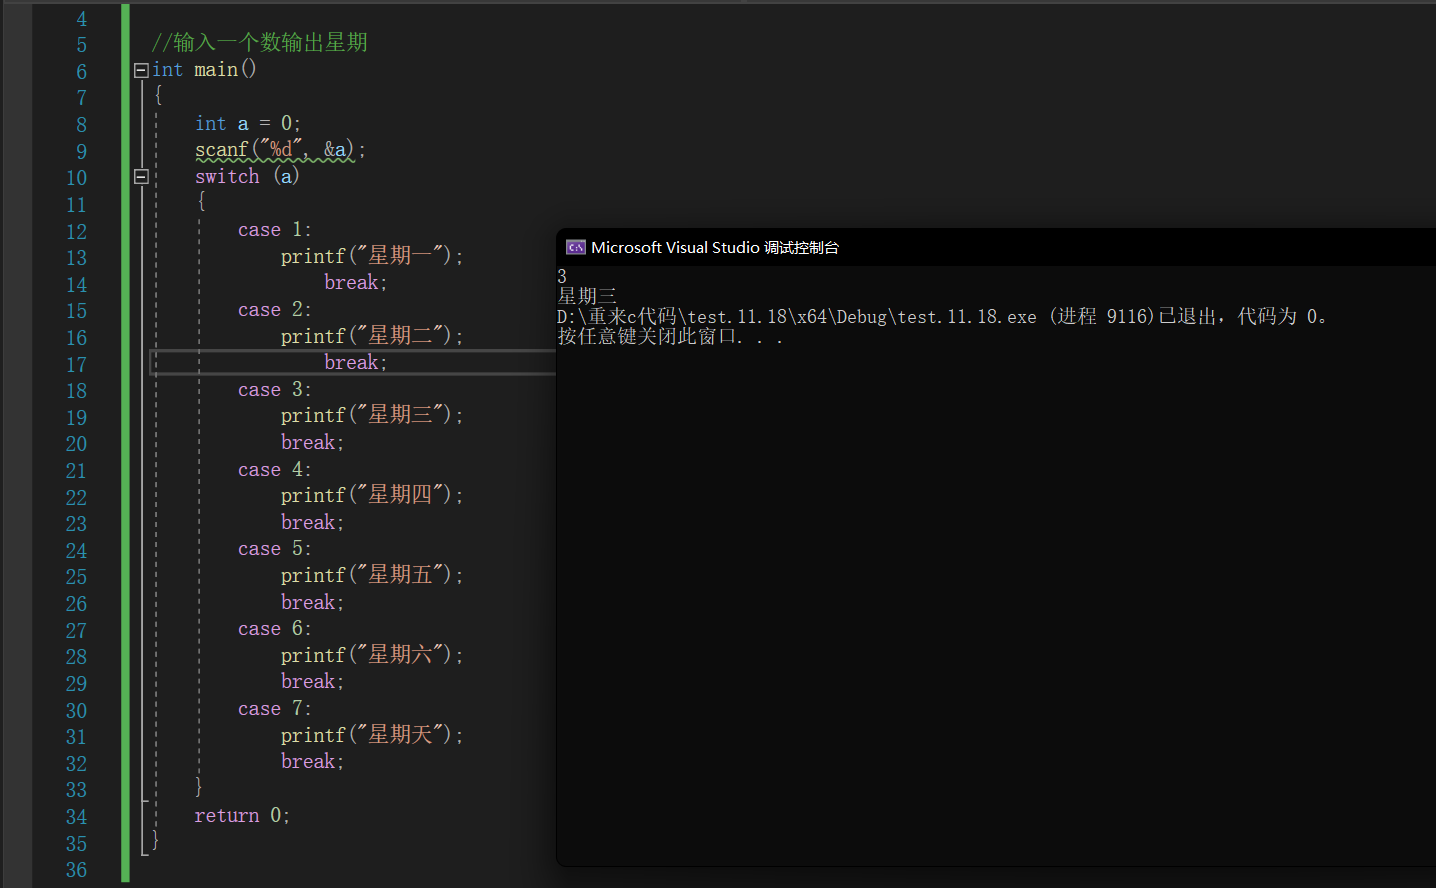 4
5 //输入一个数输出星期
6 int main()
7 {
8 int a = 0;
9 scanf("%d", &a);
10 switch (a)
11 {
12 case 1:
13 printf("星期一");
14 break;
15 case 2:
16 printf("星期二");
17 break;
18 case 3:
19 printf("星期三");
20 break;
21 case 4:
22 printf("星期四");
23 break;
24 case 5:
25 printf("星期五");
26 break;
27 case 6:
28 printf("星期六");
29 break;
30 case 7:
31 printf("星期天");
32 break;
33 }
34 return 0;
35 }
36
C:\ Microsoft Visual Studio 调试控制台
3
星期三
D:\重来c代码\test.11.18\x64\Debug\test.11.18.exe (进程 9116)已退出，代码为 0。
按任意键关闭此窗口. . .